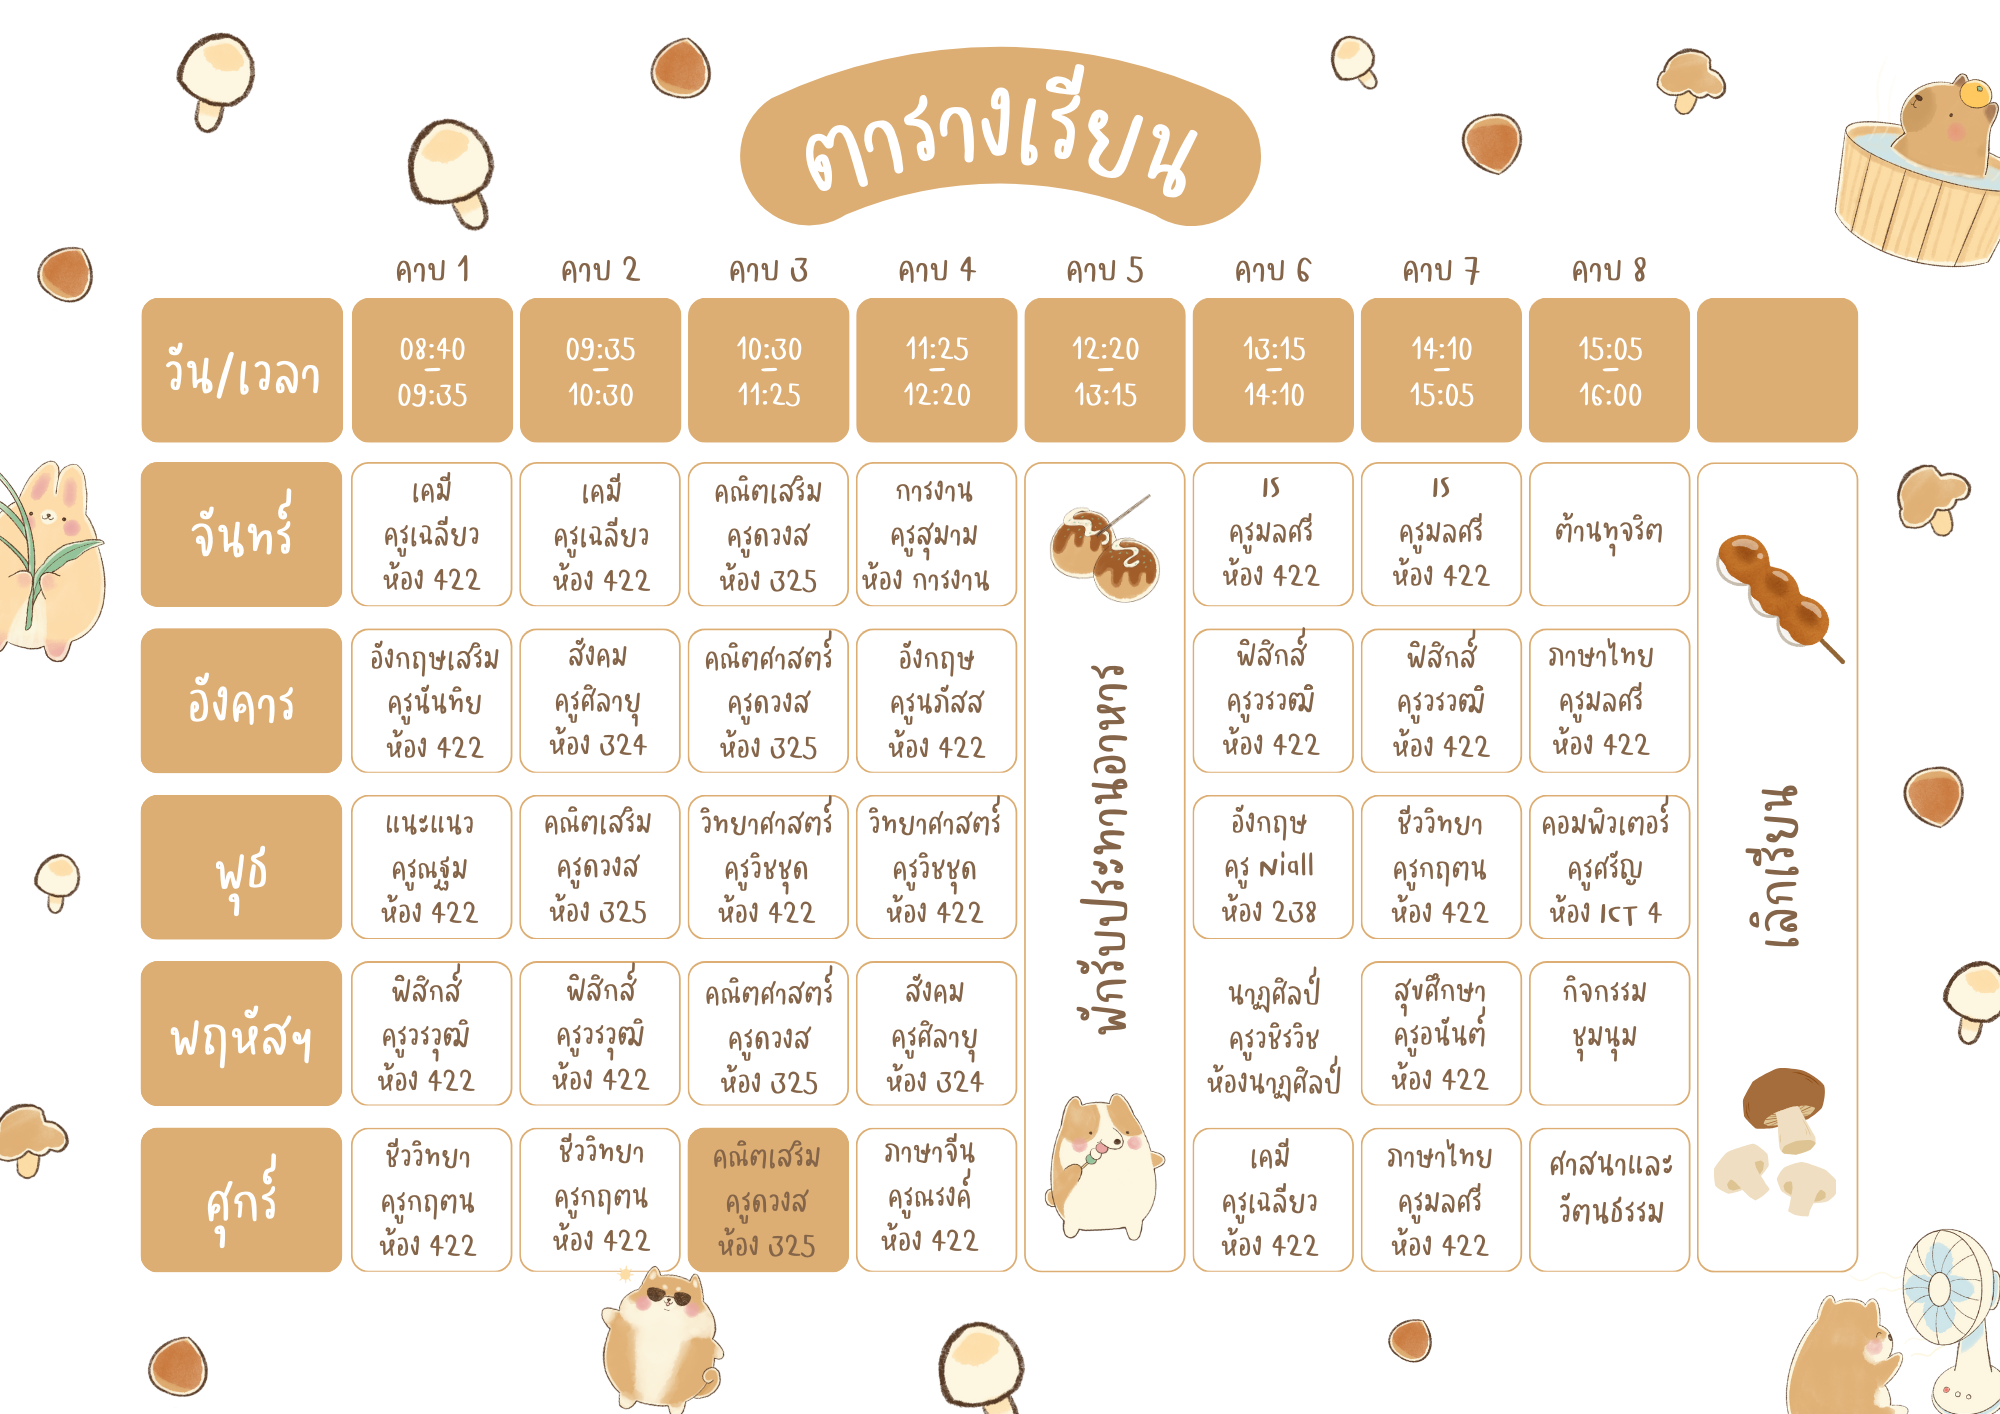 ตารางเรียน
คาบ 1 คาบ 2 คาบ 3 คาบ 4 คาบ 5 คาบ 6 คาบ 7 คาบ 8
วัน/เวลา
08:40 – 09:35
09:35 – 10:30
10:30 – 11:25
11:25 – 12:20
12:20 – 13:15
13:15 – 14:10
14:10 – 15:05
15:05 – 16:00
จันทร์
เคมี
ครูเฉลียว
ห้อง 422
เคมี
ครูเฉลียว
ห้อง 422
คณิตเสริม
ครูดวงส
ห้อง 325
การงาน
ครูสุมาม
ห้อง การงาน
IS
ครูมลศรี
ห้อง 422
IS
ครูมลศรี
ห้อง 422
ต้านทุจริต
อังคาร
อังกฤษเสริม
ครูนันทิย
ห้อง 422
สังคม
ครูศิลายุ
ห้อง 324
คณิตศาสตร์
ครูดวงส
ห้อง 325
อังกฤษ
ครูนภัสส
ห้อง 422
ฟิสิกส์
ครูวรวุฒิ
ห้อง 422
ฟิสิกส์
ครูวรวุฒิ
ห้อง 422
ภาษาไทย
ครูมลศรี
ห้อง 422
พุธ
แนะแนว
ครูณฐม
ห้อง 422
คณิตเสริม
ครูดวงส
ห้อง 325
วิทยาศาสตร์
ครูวิชชุด
ห้อง 422
วิทยาศาสตร์
ครูวิชชุด
ห้อง 422
อังกฤษ
ครู Niall
ห้อง 238
ชีววิทยา
ครูกฤตน
ห้อง 422
คอมพิวเตอร์
ครูศรัญ
ห้อง ICT 4
พฤหัสฯ
ฟิสิกส์
ครูวรวุฒิ
ห้อง 422
ฟิสิกส์
ครูวรวุฒิ
ห้อง 422
คณิตศาสตร์
ครูดวงส
ห้อง 325
สังคม
ครูศิลายุ
ห้อง 324
นาฏศิลป์
ครูวชิรวิช
ห้องนาฏศิลป์
สุขศึกษา
ครูอนันต์
ห้อง 422
กิจกรรม
ชุมนุม
ศุกร์
ชีววิทยา
ครูกฤตน
ห้อง 422
ชีววิทยา
ครูกฤตน
ห้อง 422
คณิตเสริม
ครูดวงส
ห้อง 325
ภาษาจีน
ครูณรงค์
ห้อง 422
เคมี
ครูเฉลียว
ห้อง 422
ภาษาไทย
ครูมลศรี
ห้อง 422
ศาสนาและ
วัฒนธรรม
พักรับประทานอาหาร
เลิกเรียน